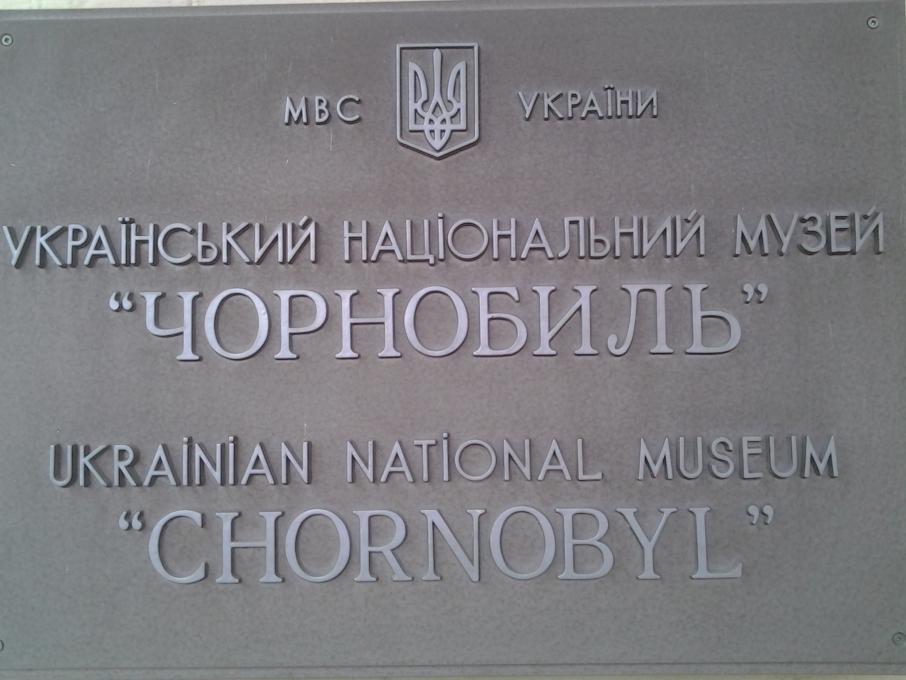 МВС УКРАЇНИ
УКРАЇНСЬКИЙ НАЦІОНАЛЬНИЙ МУЗЕЙ
“ЧОРНОБИЛЬ”
UKRAiNiAN NATiONAL MUSEUM
“CHORNOBYL”